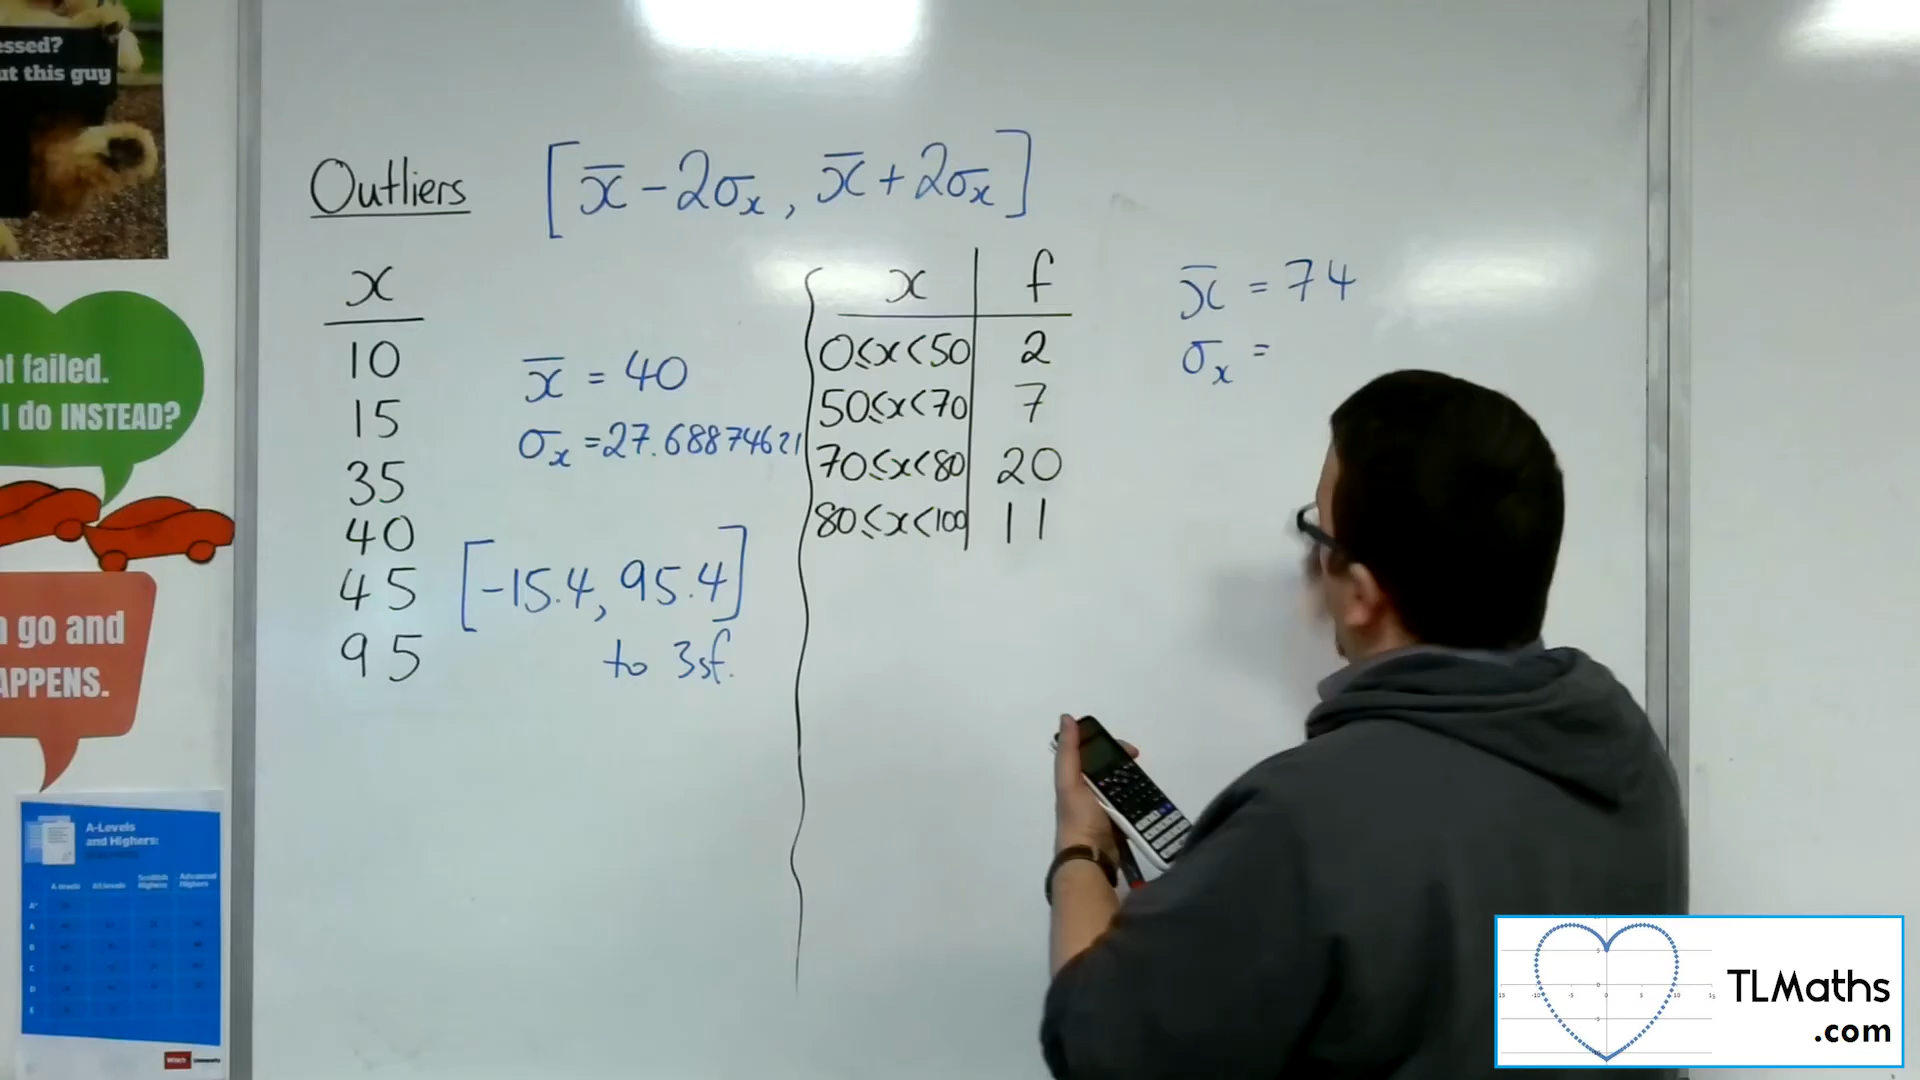 essed?
ut this guy
Outliers [x̄ - 2σₓ, x̄ + 2σₓ]
x
10
15
35
40
45
95
x̄ = 40
σₓ = 27.68874621
[-15.4, 95.4]
to 3sf.
x f
0≤x<50 2
50≤x<70 7
70≤x<80 20
80≤x<100 11
x̄ = 74
σₓ =
failed.
I do INSTEAD?
go and
APPENS.
A-Levels
and Highers:
TLMaths
.com